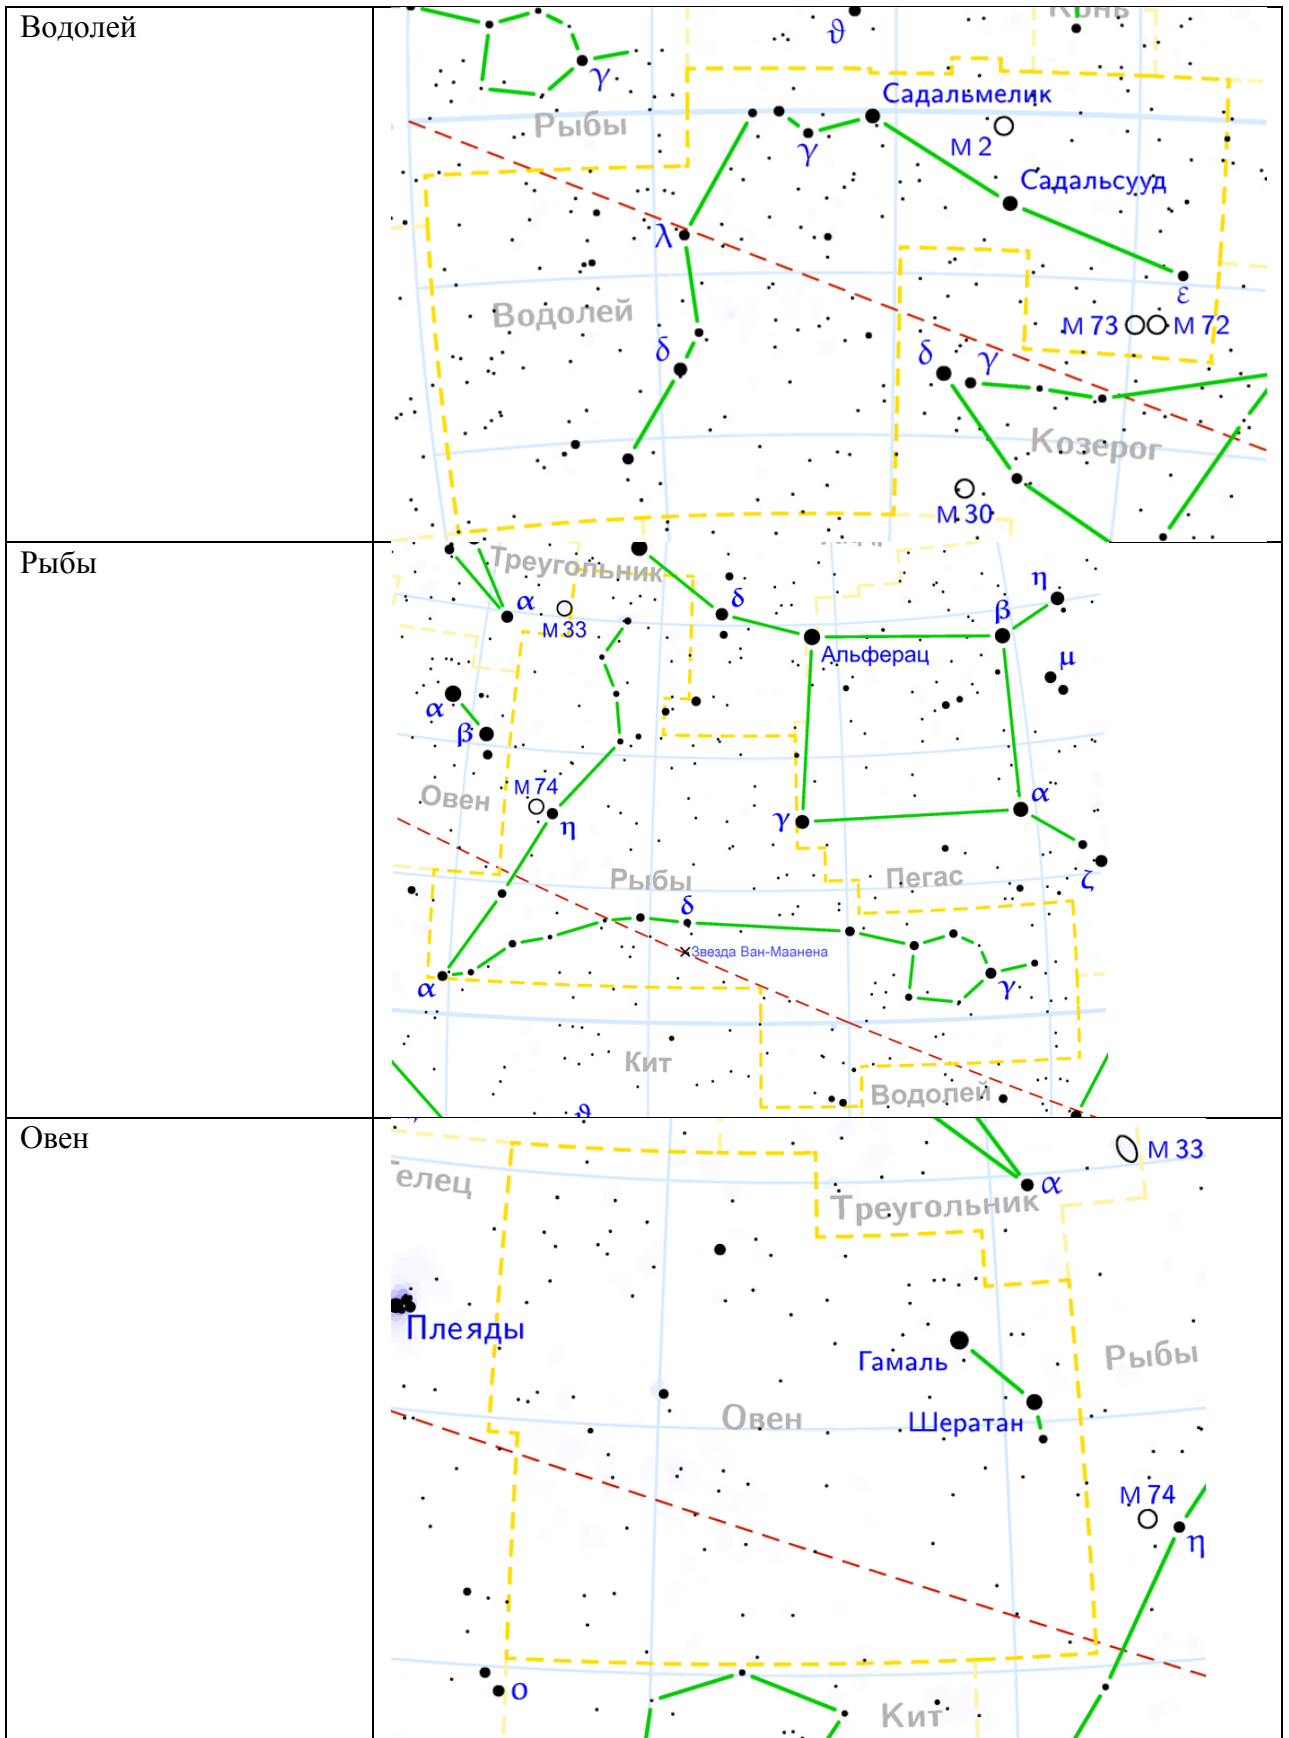 Водолей
Конь
ϑ
γ
Садальмелик
Рыбы
γ
М 2
Садальсууд
λ
ε
Водолей
М 73
М 72
δ
δ
γ
Козерог
М 30
Рыбы
Треугольник
η
α
δ
β
М 33
Альферац
μ
α
β
М 74
Овен
α
η
γ
Рыбы
Пегас
ζ
δ
Звезда Ван-Маанена
α
γ
Кит
Водолей
ϑ
Овен
М 33
Телец
α
Треугольник
Плеяды
Гамаль
Рыбы
Овен
Шератан
М 74
η
ο
Кит